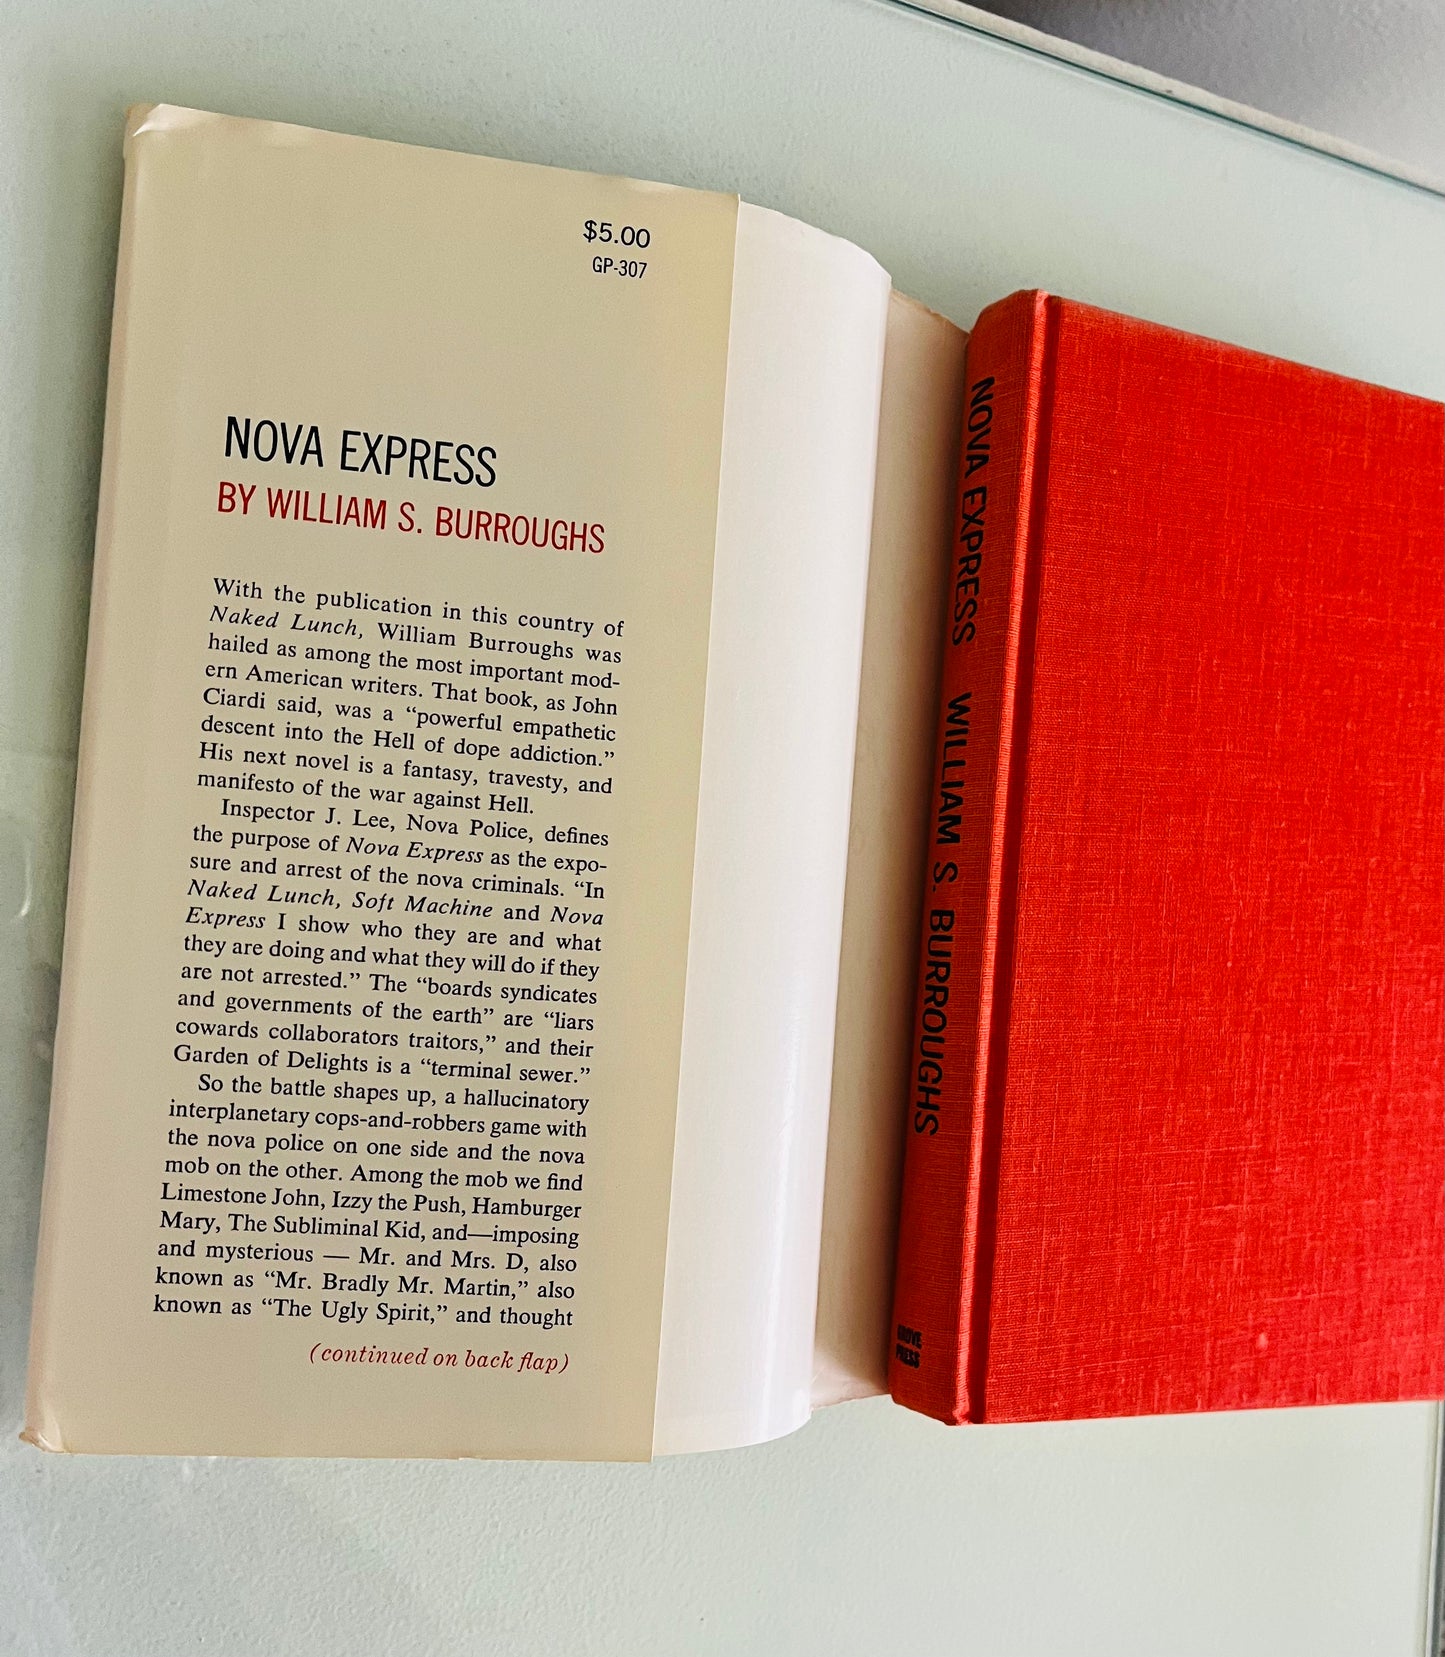 $5.00
GP-307
NOVA EXPRESS
BY WILLIAM S. BURROUGHS
With the publication in this country of
Naked Lunch, William Burroughs was
hailed as among the most important mod-
ern American writers. That book, as John
Ciardi said, was a “powerful empathetic
descent into the Hell of dope addiction.”
His next novel is a fantasy, travesty, and
manifesto of the war against Hell.
Inspector J. Lee, Nova Police, defines
the purpose of Nova Express as the expo-
sure and arrest of the nova criminals. “In
Naked Lunch, Soft Machine and Nova
Express I show who they are and what
they are doing and what they will do if they
are not arrested.” The “boards syndicates
and governments of the earth” are “liars
cowards collaborators traitors,” and their
Garden of Delights is a “terminal sewer.”
So the battle shapes up, a hallucinatory
interplanetary cops-and-robbers game with
the nova police on one side and the nova
mob on the other. Among the mob we find
Limestone John, Izzy the Push, Hamburger
Mary, The Subliminal Kid, and—imposing
and mysterious — Mr. and Mrs. D, also
known as “Mr. Bradly Mr. Martin,” also
known as “The Ugly Spirit,” and thought
(continued on back flap)
NOVA EXPRESS WILLIAM S. BURROUGHS
GROVE
PRESS